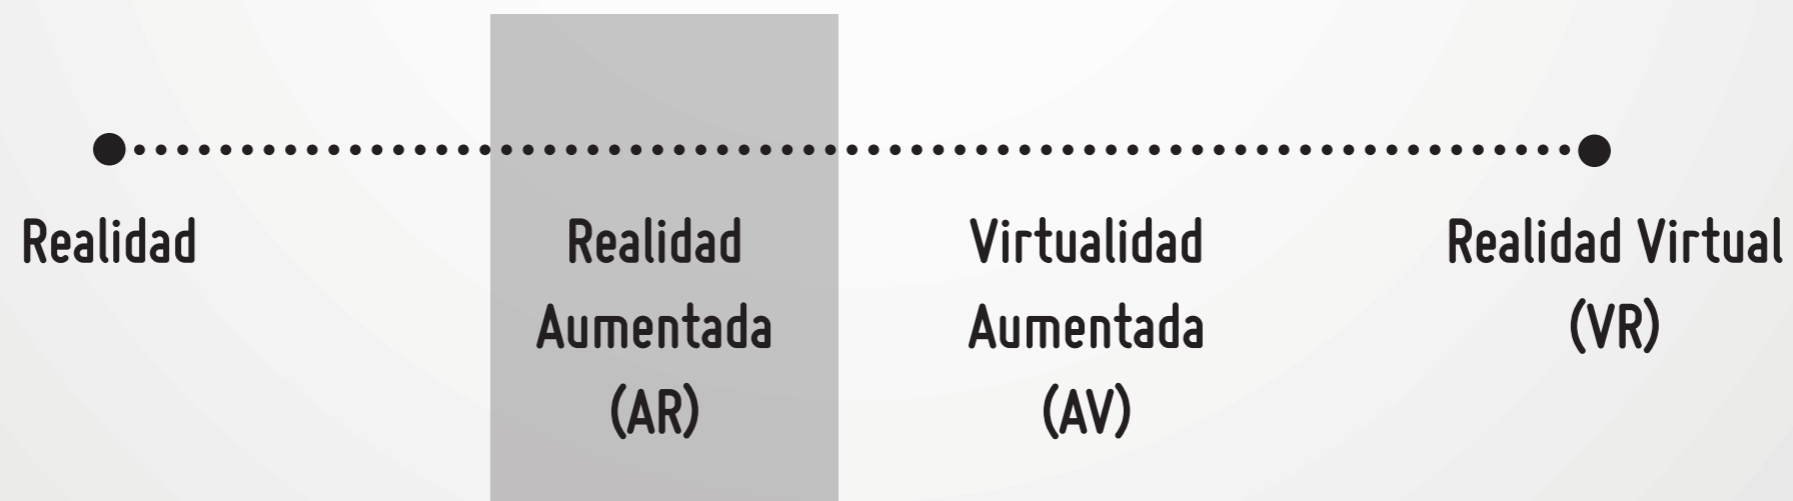 Realidad
Realidad
Aumentada
(AR)
Virtualidad
Aumentada
(AV)
Realidad Virtual
(VR)